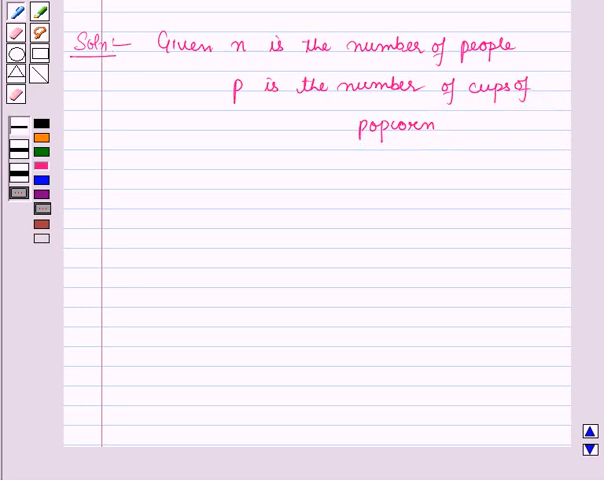 Soln:- Given n is the number of people
p is the number of cups of
popcorn